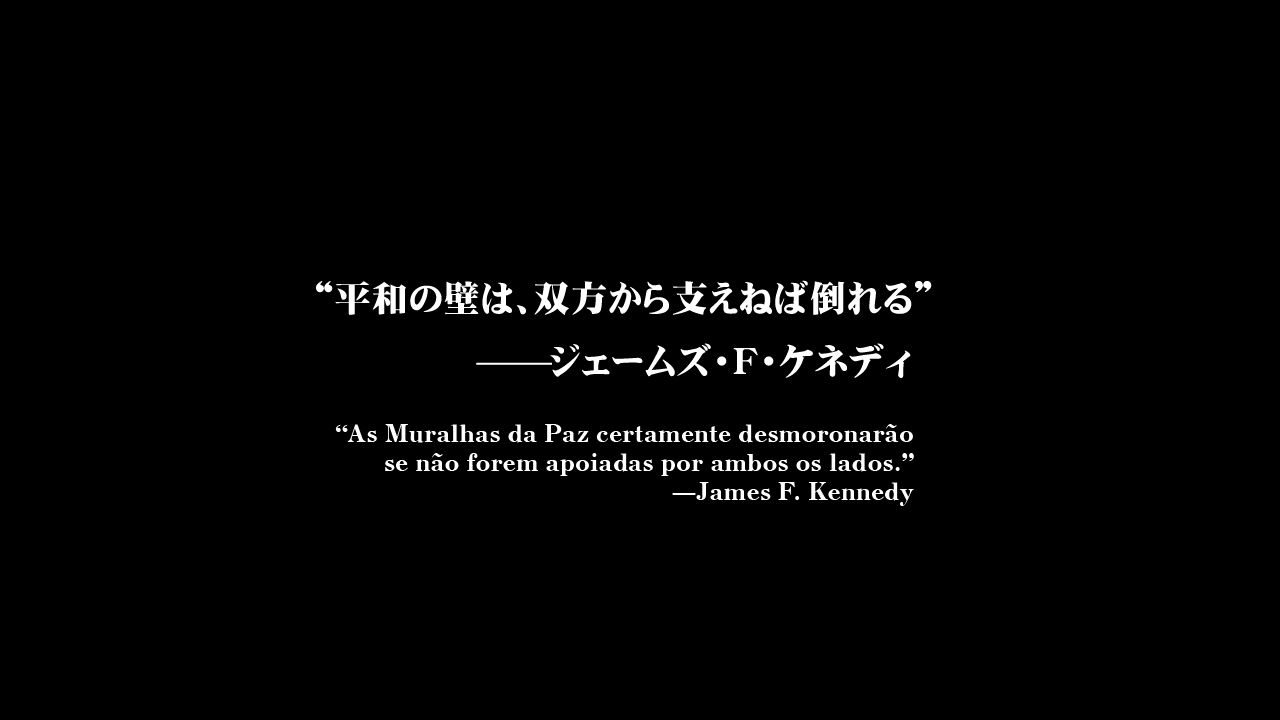 “平和の壁は、双方から支えねば倒れる”
――ジェームズ・F・ケネディ
“As Muralhas da Paz certamente desmoronarão
se não forem apoiadas por ambos os lados.”
—James F. Kennedy